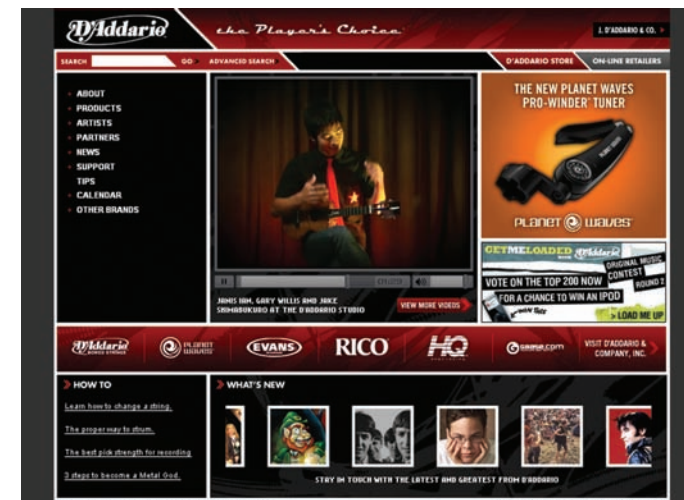 D'Addario
the Player's Choice
J. D'ADDARIO & CO.
SEARCH
GO
ADVANCED SEARCH
D'ADDARIO STORE
ON-LINE RETAILERS
ABOUT
PRODUCTS
ARTISTS
PARTNERS
NEWS
SUPPORT
TIPS
CALENDAR
OTHER BRANDS
JANIS IAN, GARY WILLIS AND JAKE
SHIMABUKURO AT THE D'ADDARIO STUDIO
VIEW MORE VIDEOS
THE NEW PLANET WAVES
PRO-WINDER TUNER
PLANET WAVES
GETMELOADED D'Addario
ORIGINAL MUSIC
CONTEST
ROUND 2
VOTE ON THE TOP 200 NOW
FOR A CHANCE TO WIN AN IPOD
> LOAD ME UP
D'Addario
PLANET
WAVES
EVANS
RICO
HQ
VISIT D'ADDARIO &
COMPANY, INC.
HOW TO
Learn how to change a string.
The proper way to strum.
The best pick strength for recording.
3 steps to become a Metal God.
WHAT'S NEW
STAY IN TOUCH WITH THE LATEST AND GREATEST FROM D'ADDARIO